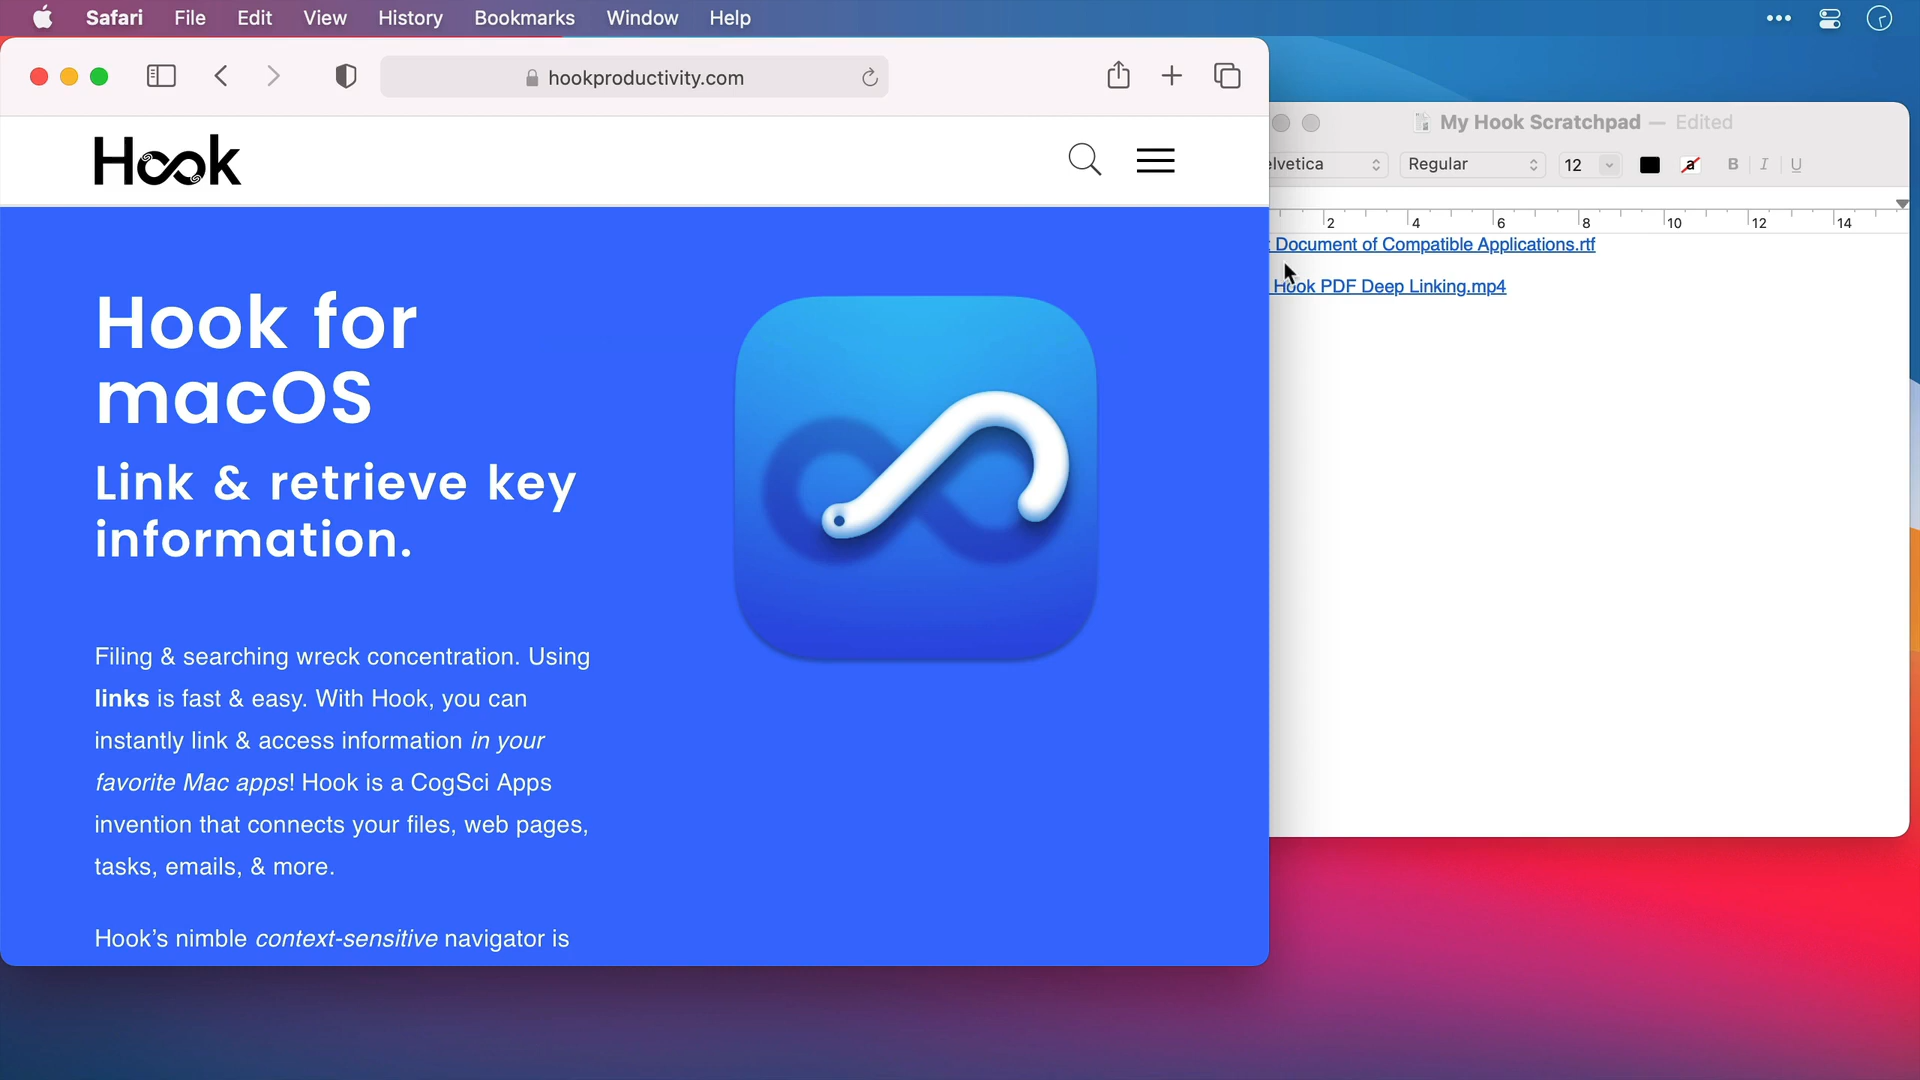 Safari File Edit View History Bookmarks Window Help
hookproductivity.com
Hook
Hook for
macOS
Link & retrieve key
information.
Filing & searching wreck concentration. Using
links is fast & easy. With Hook, you can
instantly link & access information in your
favorite Mac apps! Hook is a CogSci Apps
invention that connects your files, web pages,
tasks, emails, & more.
Hook's nimble context-sensitive navigator is
My Hook Scratchpad — Edited
elvetica Regular 12 a B I U
2 4 6 8 10 12 14
Document of Compatible Applications.rtf
Hook PDF Deep Linking.mp4